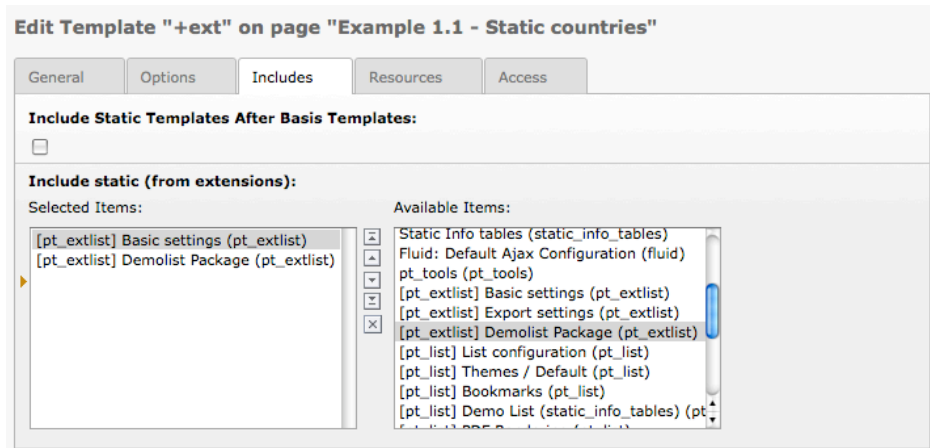 Edit Template "+ext" on page "Example 1.1 - Static countries"
General Options Includes Resources Access
Include Static Templates After Basis Templates:
Include static (from extensions):
Selected Items: Available Items:
[pt_extlist] Basic settings (pt_extlist)
[pt_extlist] Demolist Package (pt_extlist)
Static Info tables (static_info_tables)
Fluid: Default Ajax Configuration (fluid)
pt_tools (pt_tools)
[pt_extlist] Basic settings (pt_extlist)
[pt_extlist] Export settings (pt_extlist)
[pt_extlist] Demolist Package (pt_extlist)
[pt_list] List configuration (pt_list)
[pt_list] Themes / Default (pt_list)
[pt_list] Bookmarks (pt_list)
[pt_list] Demo List (static_info_tables) (pt